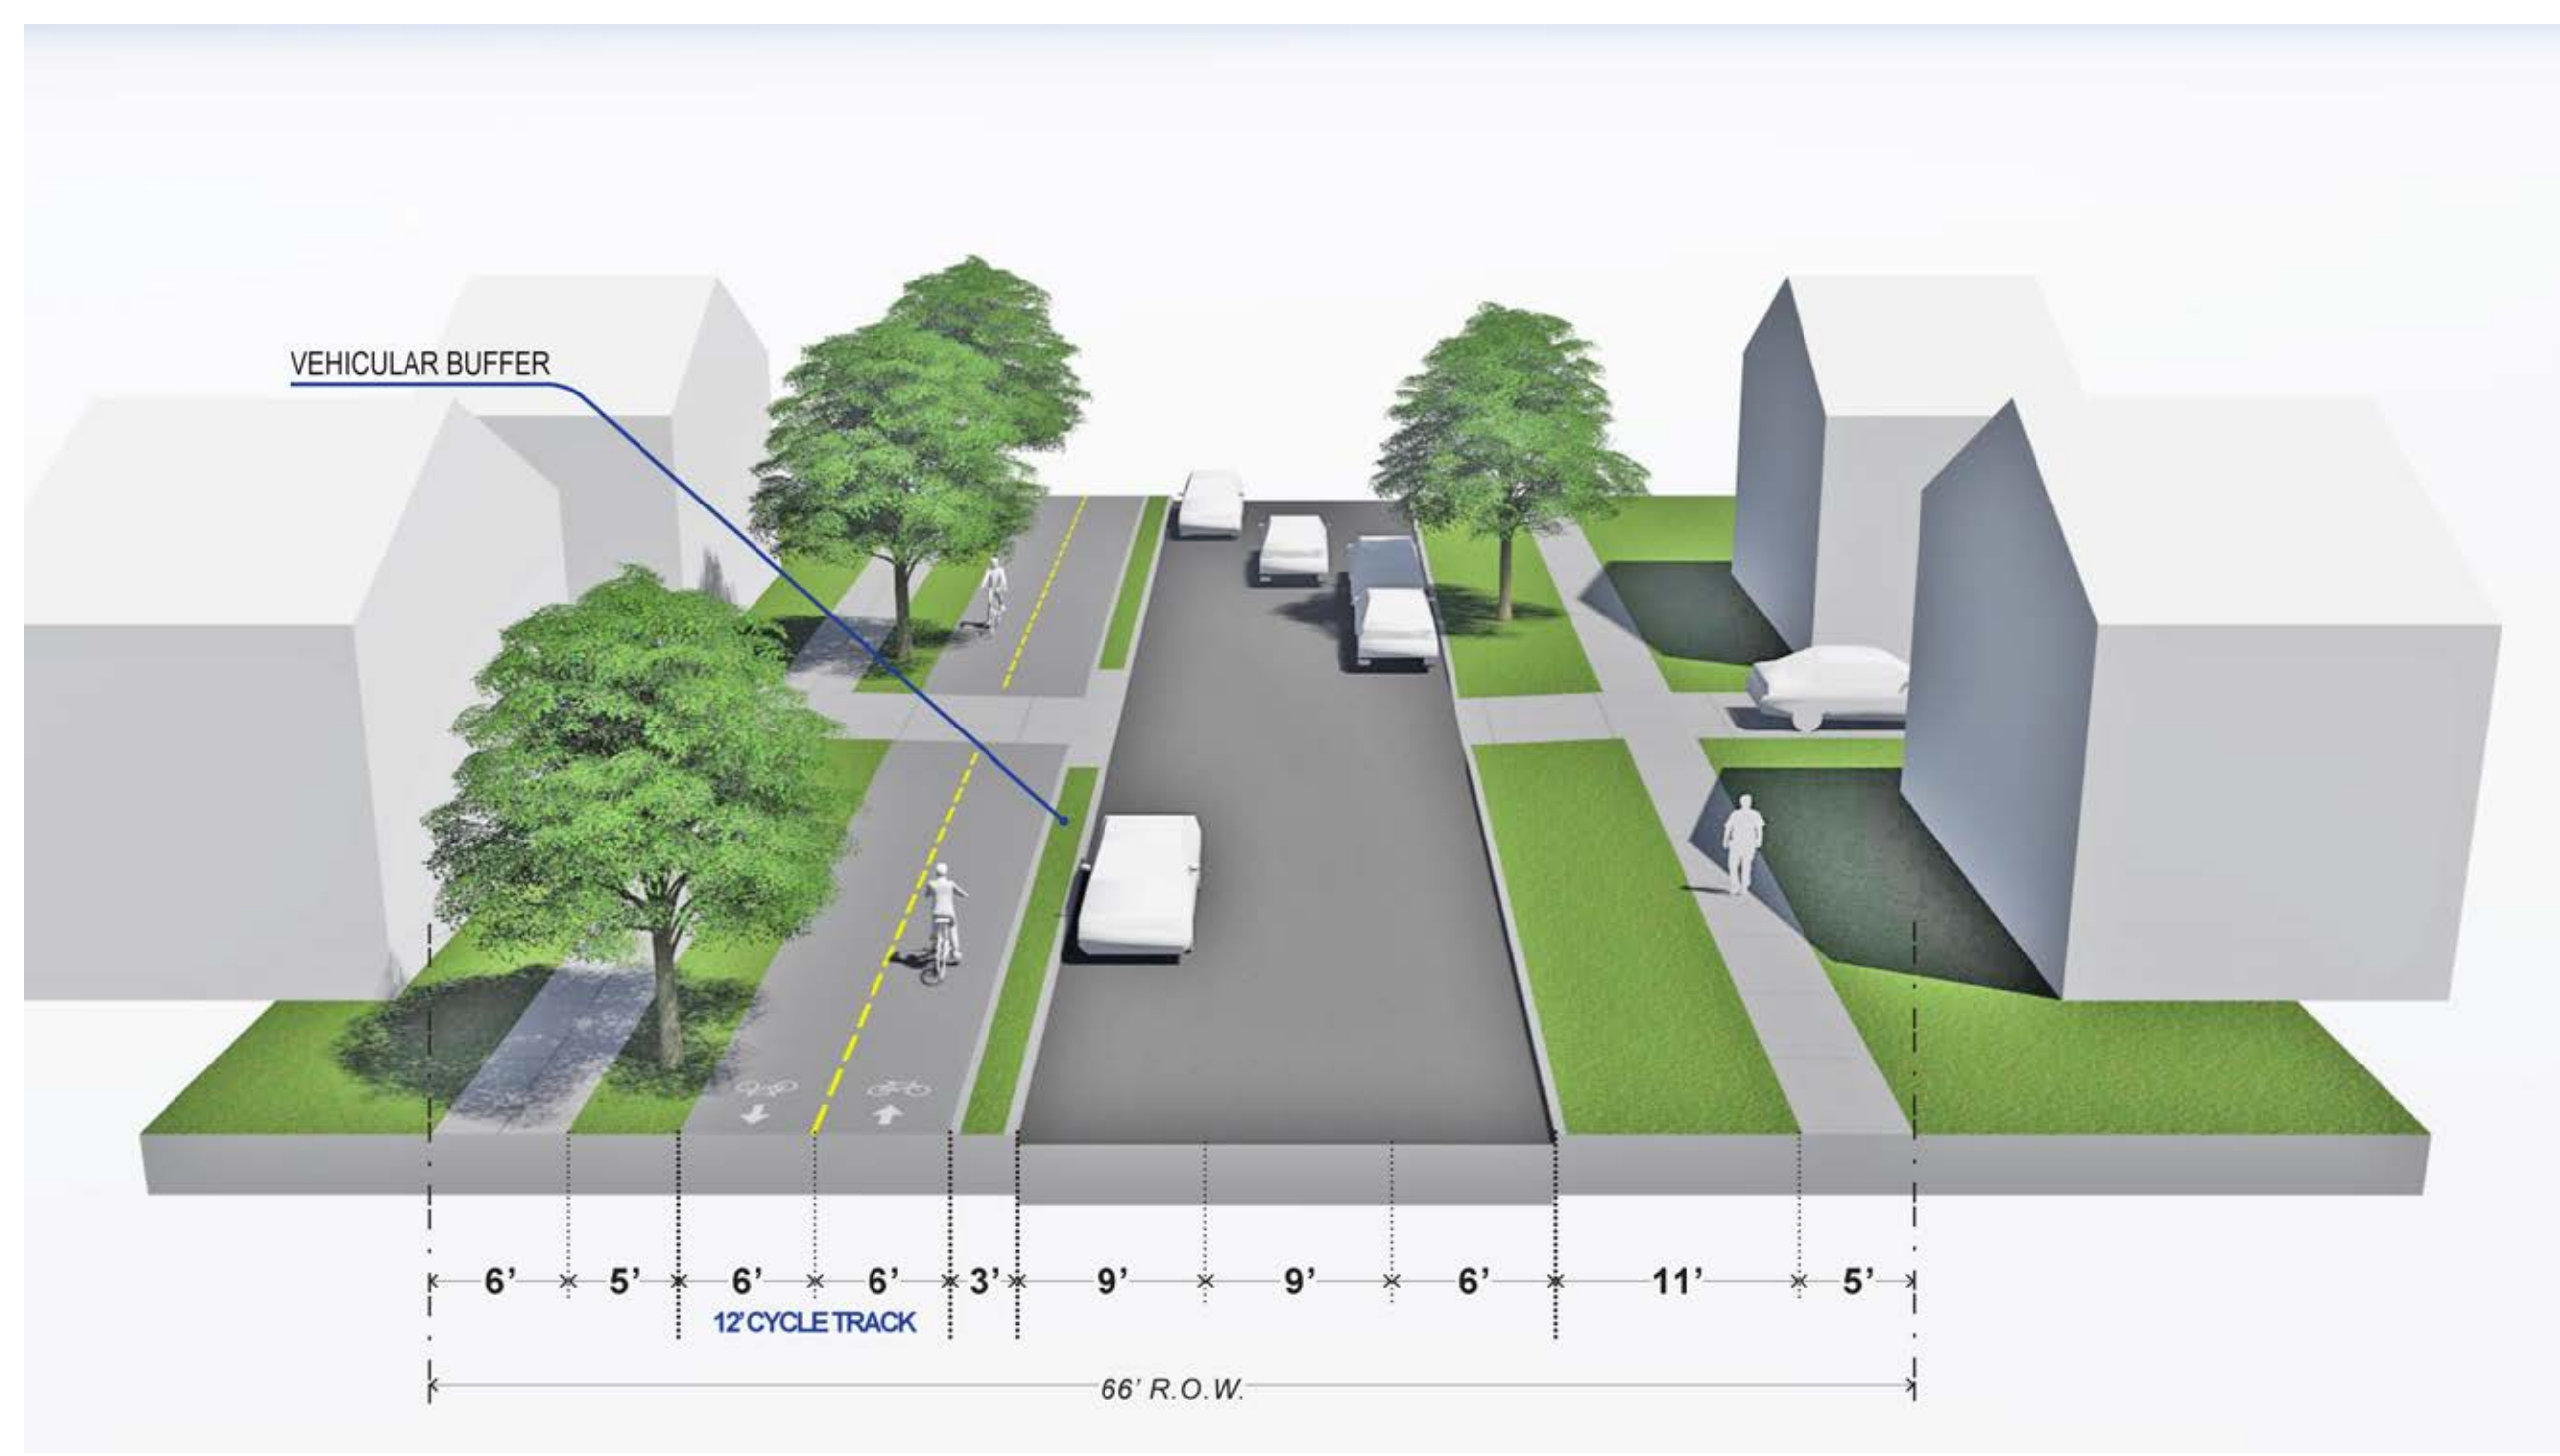 VEHICULAR BUFFER
6’ 5’ 6’ 6’ 3’ 9’ 9’ 6’ 11’ 5’
12’ CYCLE TRACK
66’ R.O.W.